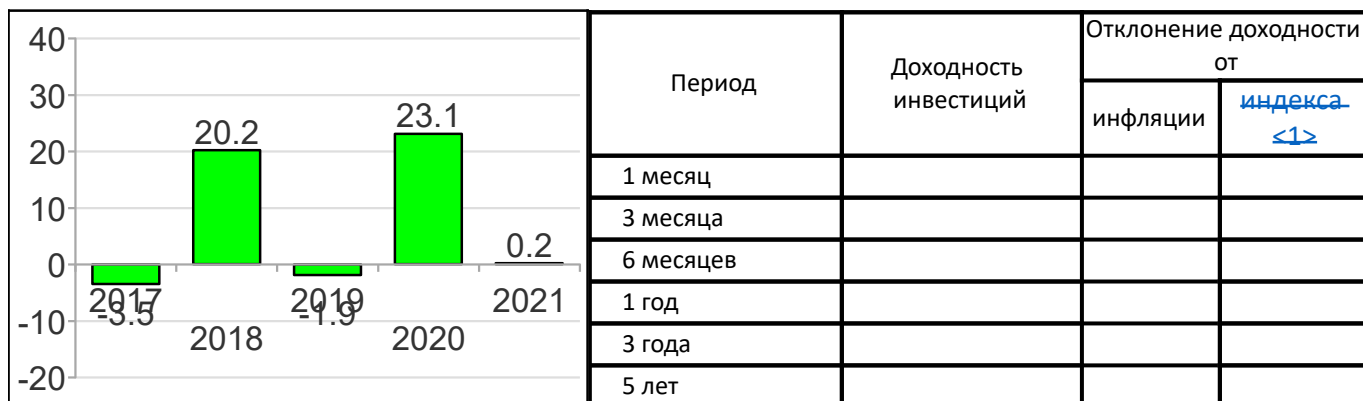 40
30
20
10
0
-10
-20
-3.5
20.2
-1.9
23.1
0.2
2017
2018
2019
2020
2021
Период
Доходность
инвестиций
Отклонение доходности
от
инфляции
индекса
<1>
1 месяц
3 месяца
6 месяцев
1 год
3 года
5 лет